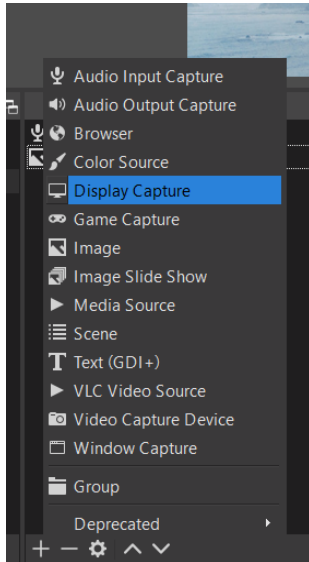 Audio Input Capture
Audio Output Capture
Browser
Color Source
Display Capture
Game Capture
Image
Image Slide Show
Media Source
Scene
Text (GDI+)
VLC Video Source
Video Capture Device
Window Capture
Group
Deprecated